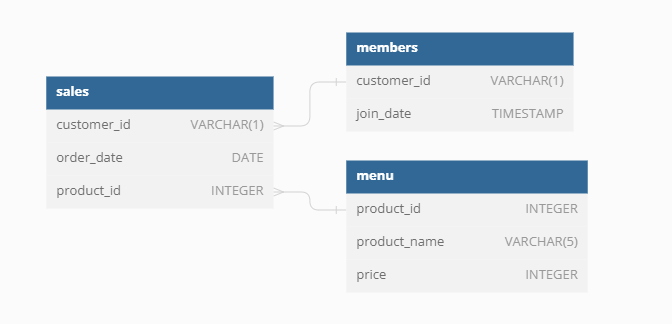 sales
customer_id VARCHAR(1)
order_date DATE
product_id INTEGER
members
customer_id VARCHAR(1)
join_date TIMESTAMP
menu
product_id INTEGER
product_name VARCHAR(5)
price INTEGER